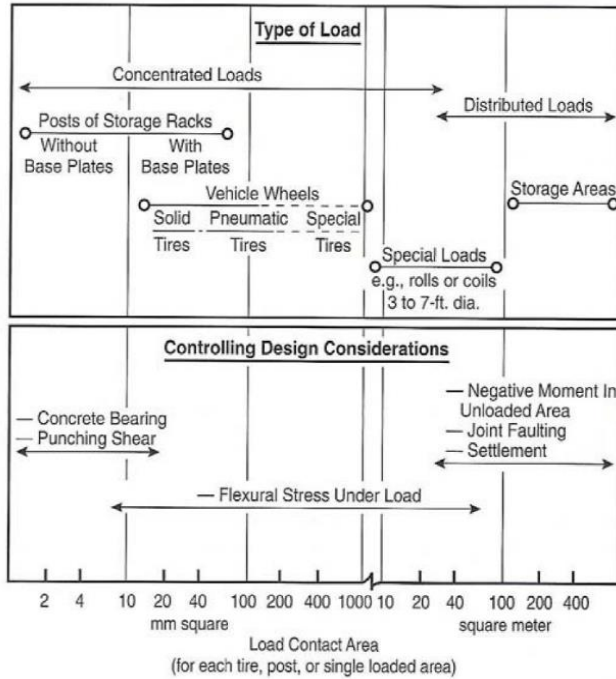 Type of Load
Concentrated Loads
Distributed Loads
Posts of Storage Racks
Without With
Base Plates Base Plates
Vehicle Wheels
Storage Areas
Solid Pneumatic Special
Tires Tires Tires
Special Loads
e.g., rolls or coils
3 to 7-ft. dia.
Controlling Design Considerations
— Concrete Bearing
— Punching Shear
— Negative Moment In
Unloaded Area
— Joint Faulting
— Settlement
— Flexural Stress Under Load
2 4 10 20 40 100 200 400 1000 10 20 40 100 200 400
mm square square meter
Load Contact Area
(for each tire, post, or single loaded area)